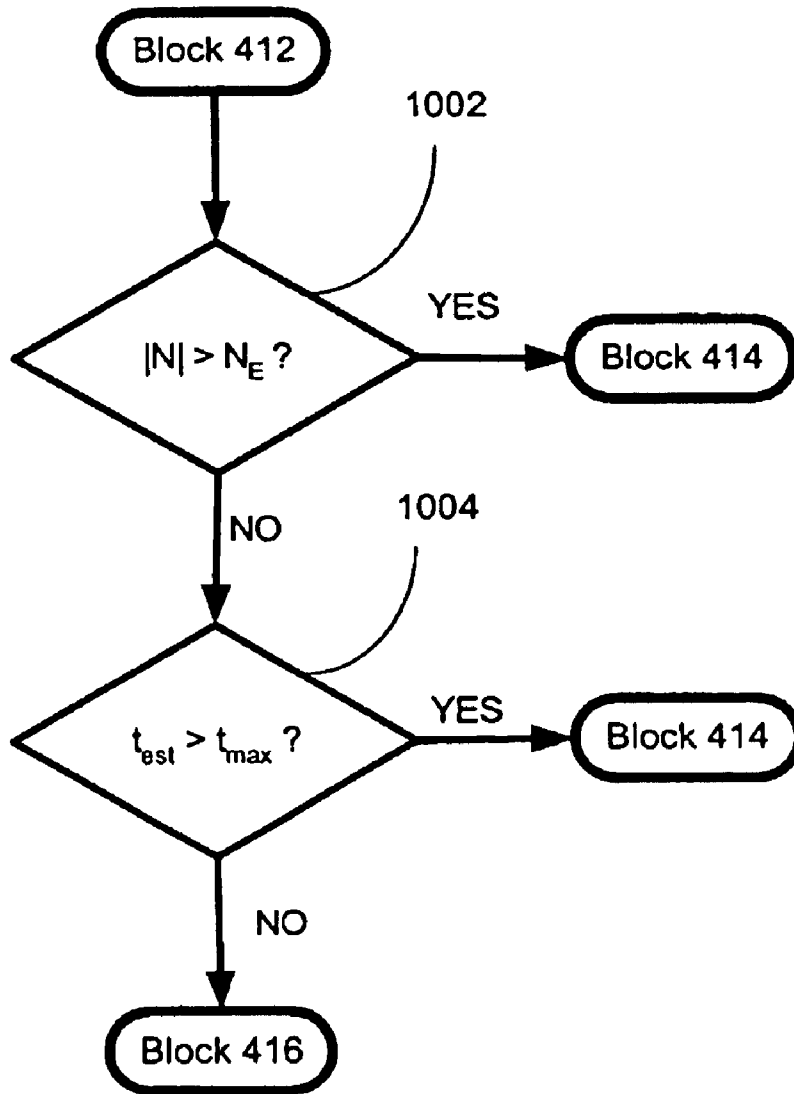 Block 412
1002
|N| > N_E ?
YES
Block 414
NO
1004
t_est > t_max ?
YES
Block 414
NO
Block 416